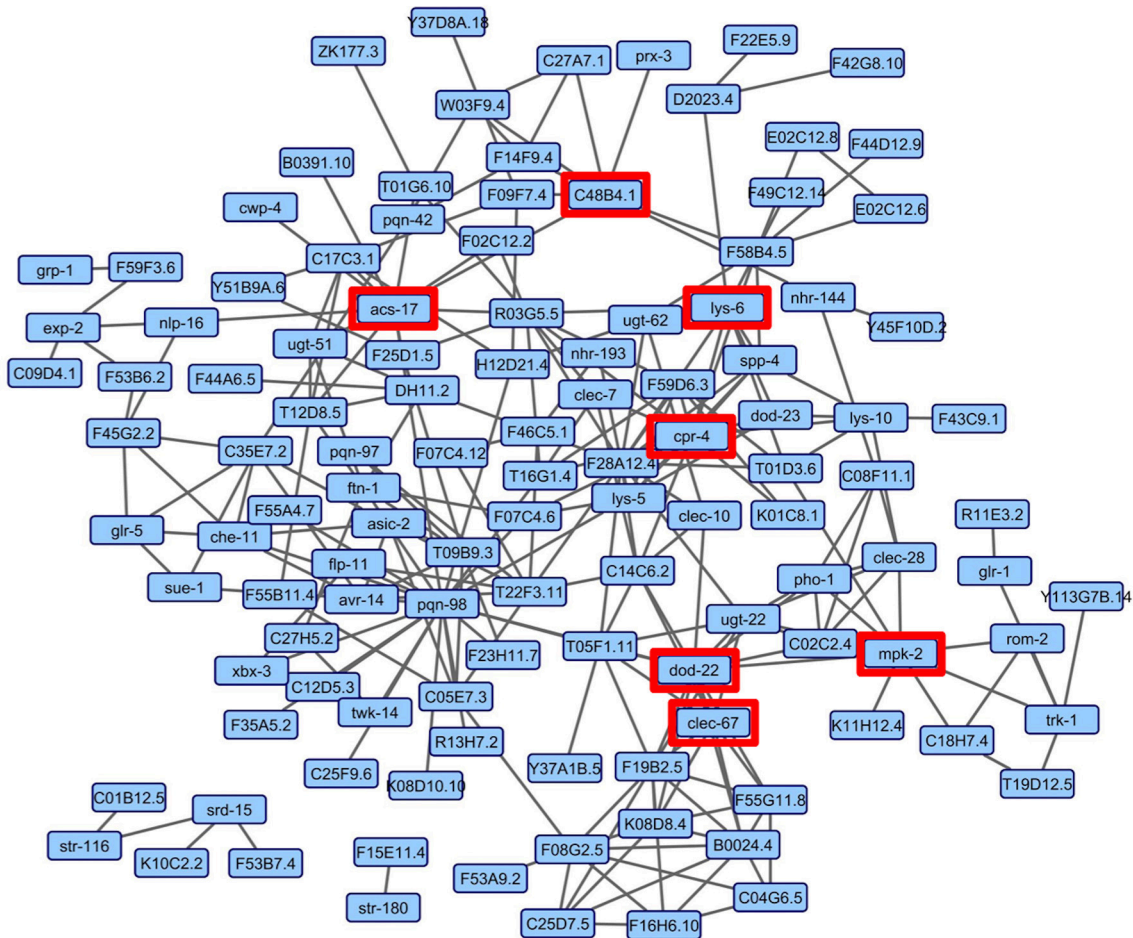 Y37D8A.18
ZK177.3
C27A7.1
prx-3
F22E5.9
F42G8.10
W03F9.4
D2023.4
B0391.10
T01G6.10
F14F9.4
E02C12.8
F44D12.9
cwp-4
pqn-42
F09F7.4
C48B4.1
F49C12.14
E02C12.6
C17C3.1
F02C12.2
F58B4.5
grp-1
F59F3.6
Y51B9A.6
acs-17
R03G5.5
lys-6
nhr-144
exp-2
nlp-16
ugt-62
Y45F10D.2
ugt-51
F25D1.5
H12D21.4
nhr-193
spp-4
C09D4.1
F53B6.2
F44A6.5
DH11.2
clec-7
F59D6.3
T12D8.5
dod-23
lys-10
F43C9.1
F45G2.2
C35E7.2
pqn-97
F07C4.12
F46C5.1
cpr-4
F28A12.4
T16G1.4
T01D3.6
C08F11.1
ftn-1
lys-5
F55A4.7
F07C4.6
clec-10
K01C8.1
R11E3.2
glr-5
che-11
asic-2
T09B9.3
flp-11
C14C6.2
clec-28
glr-1
sue-1
F55B11.4
avr-14
pqn-98
T22F3.11
pho-1
Y113G7B.14
ugt-22
C27H5.2
F23H11.7
T05F1.11
C02C2.4
rom-2
xbx-3
dod-22
mpk-2
C12D5.3
C05E7.3
F35A5.2
twk-14
clec-67
K11H12.4
trk-1
R13H7.2
C18H7.4
C25F9.6
K08D10.10
Y37A1B.5
F19B2.5
T19D12.5
C01B12.5
srd-15
F55G11.8
K08D8.4
str-116
F15E11.4
F08G2.5
B0024.4
K10C2.2
F53B7.4
F53A9.2
C04G6.5
str-180
C25D7.5
F16H6.10